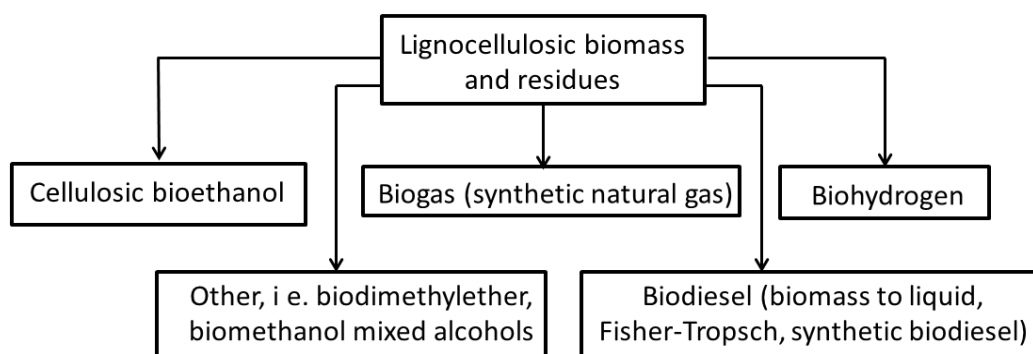 Lignocellulosic biomass
and residues
Cellulosic bioethanol
Biogas (synthetic natural gas)
Biohydrogen
Other, i e. biodimethylether,
biomethanol mixed alcohols
Biodiesel (biomass to liquid,
Fisher-Tropsch, synthetic biodiesel)